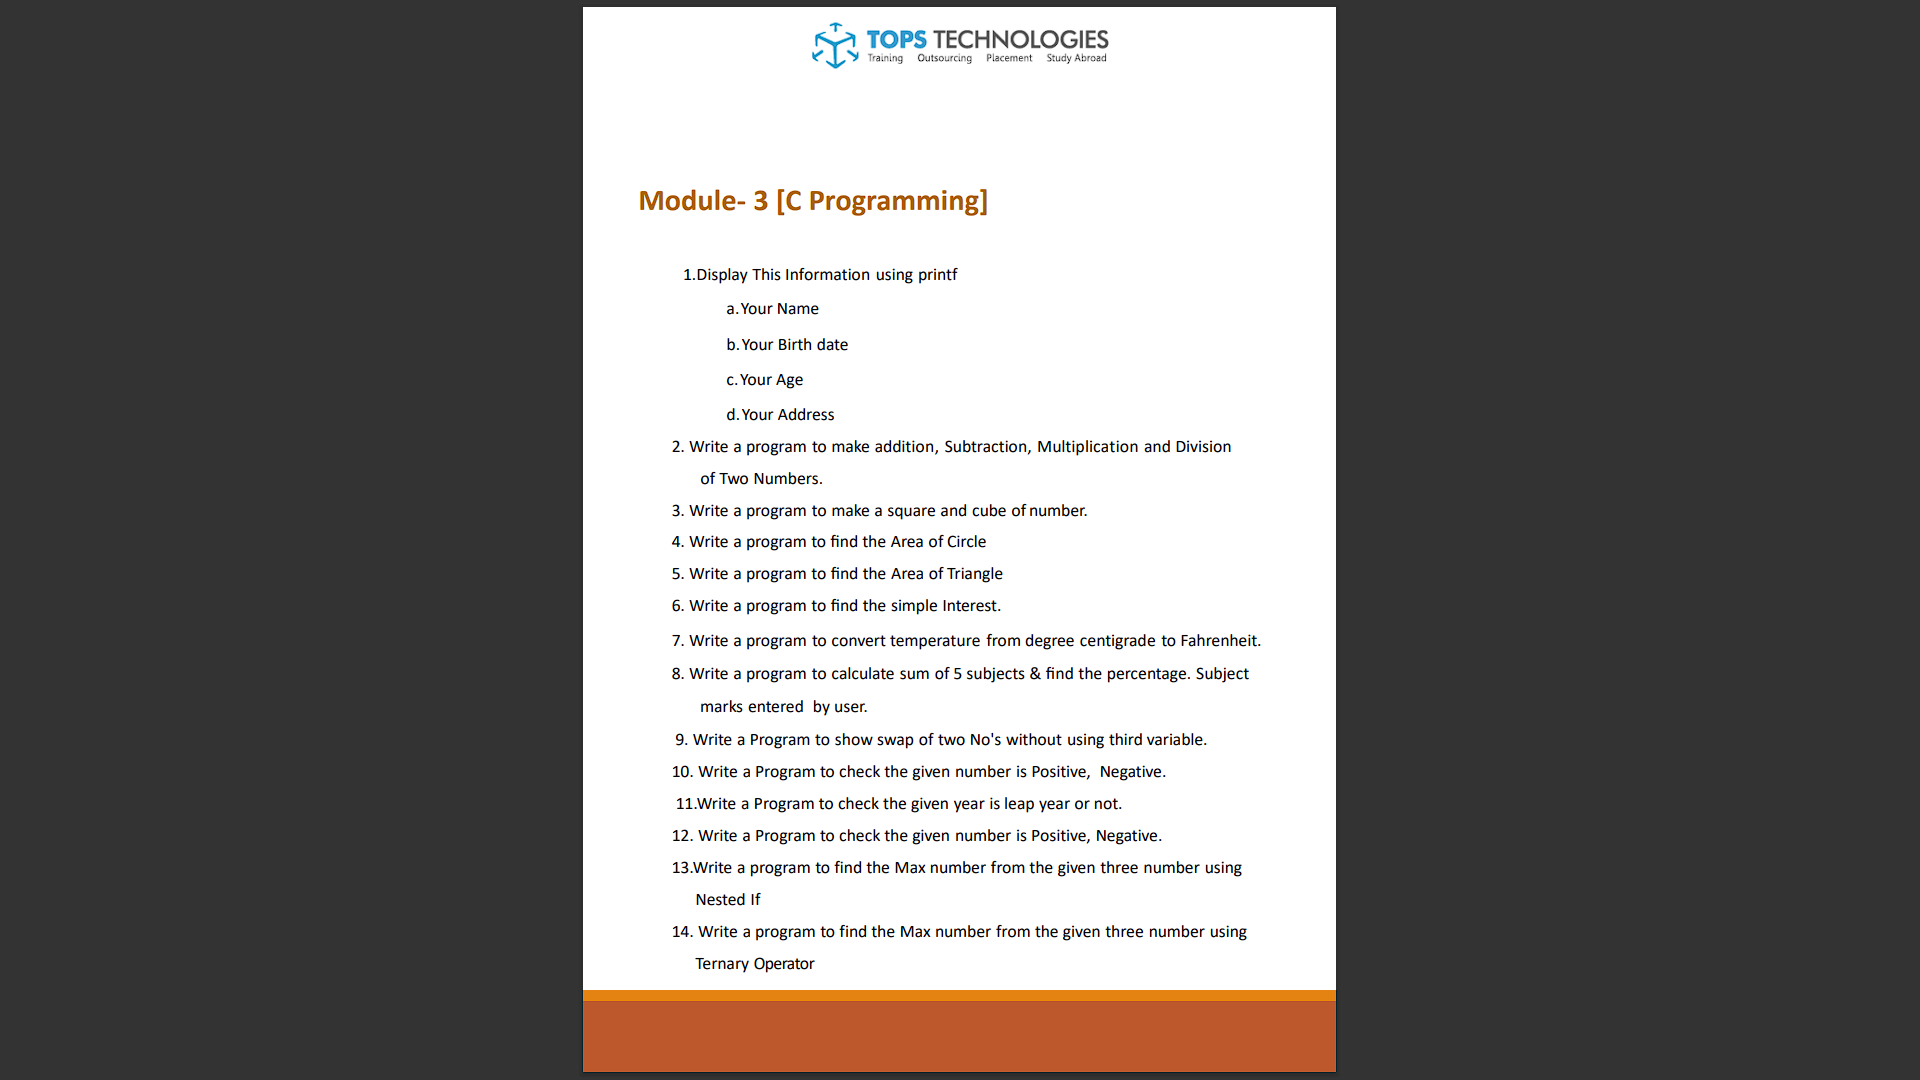 TOPS TECHNOLOGIES
Training Outsourcing Placement Study Abroad
Module- 3 [C Programming]
1.Display This Information using printf
a.Your Name
b.Your Birth date
c.Your Age
d.Your Address
2. Write a program to make addition, Subtraction, Multiplication and Division
of Two Numbers.
3. Write a program to make a square and cube of number.
4. Write a program to find the Area of Circle
5. Write a program to find the Area of Triangle
6. Write a program to find the simple Interest.
7. Write a program to convert temperature from degree centigrade to Fahrenheit.
8. Write a program to calculate sum of 5 subjects & find the percentage. Subject
marks entered by user.
9. Write a Program to show swap of two No's without using third variable.
10. Write a Program to check the given number is Positive, Negative.
11.Write a Program to check the given year is leap year or not.
12. Write a Program to check the given number is Positive, Negative.
13.Write a program to find the Max number from the given three number using
Nested If
14. Write a program to find the Max number from the given three number using
Ternary Operator